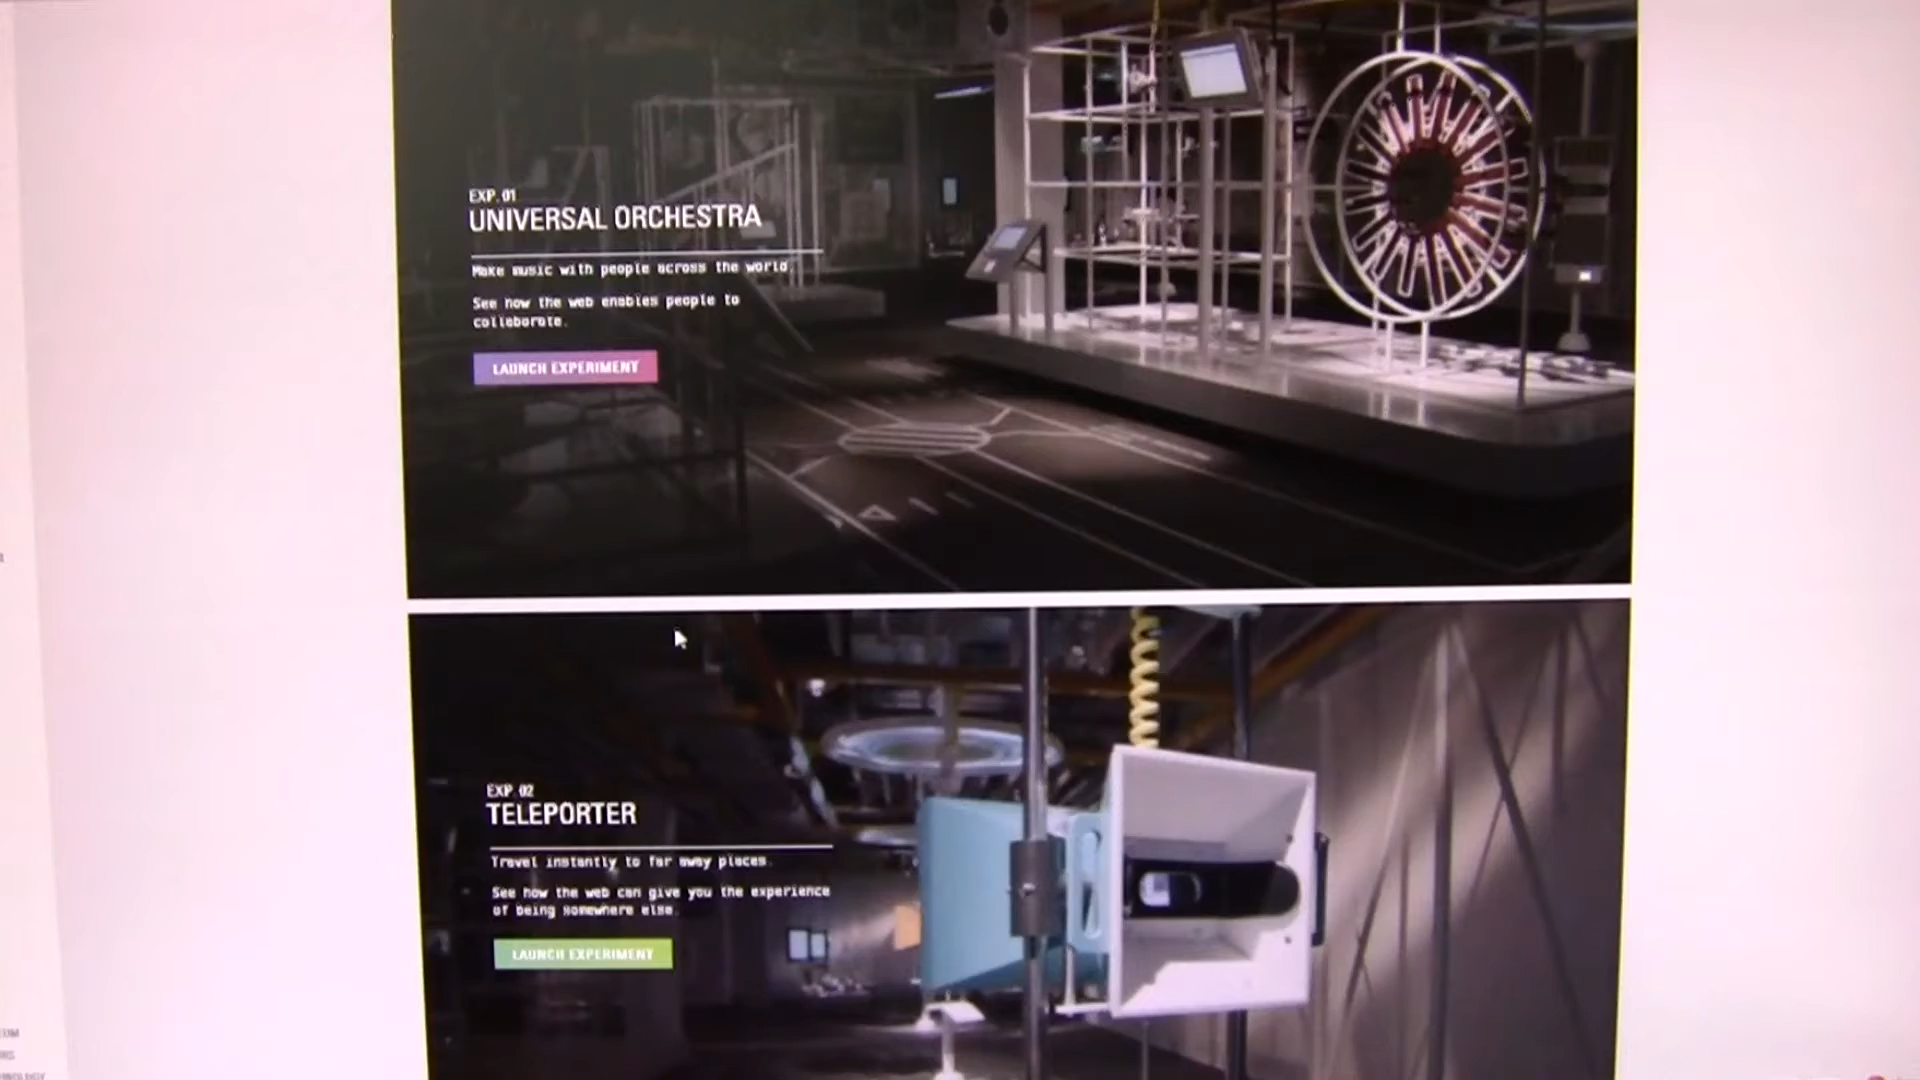 EXP. 01
UNIVERSAL ORCHESTRA
Make music with people across the world.
See how the web enables people to
collaborate.
LAUNCH EXPERIMENT
EXP. 02
TELEPORTER
Travel instantly to far away places.
See how the web can give you the experience
of being somewhere else.
LAUNCH EXPERIMENT